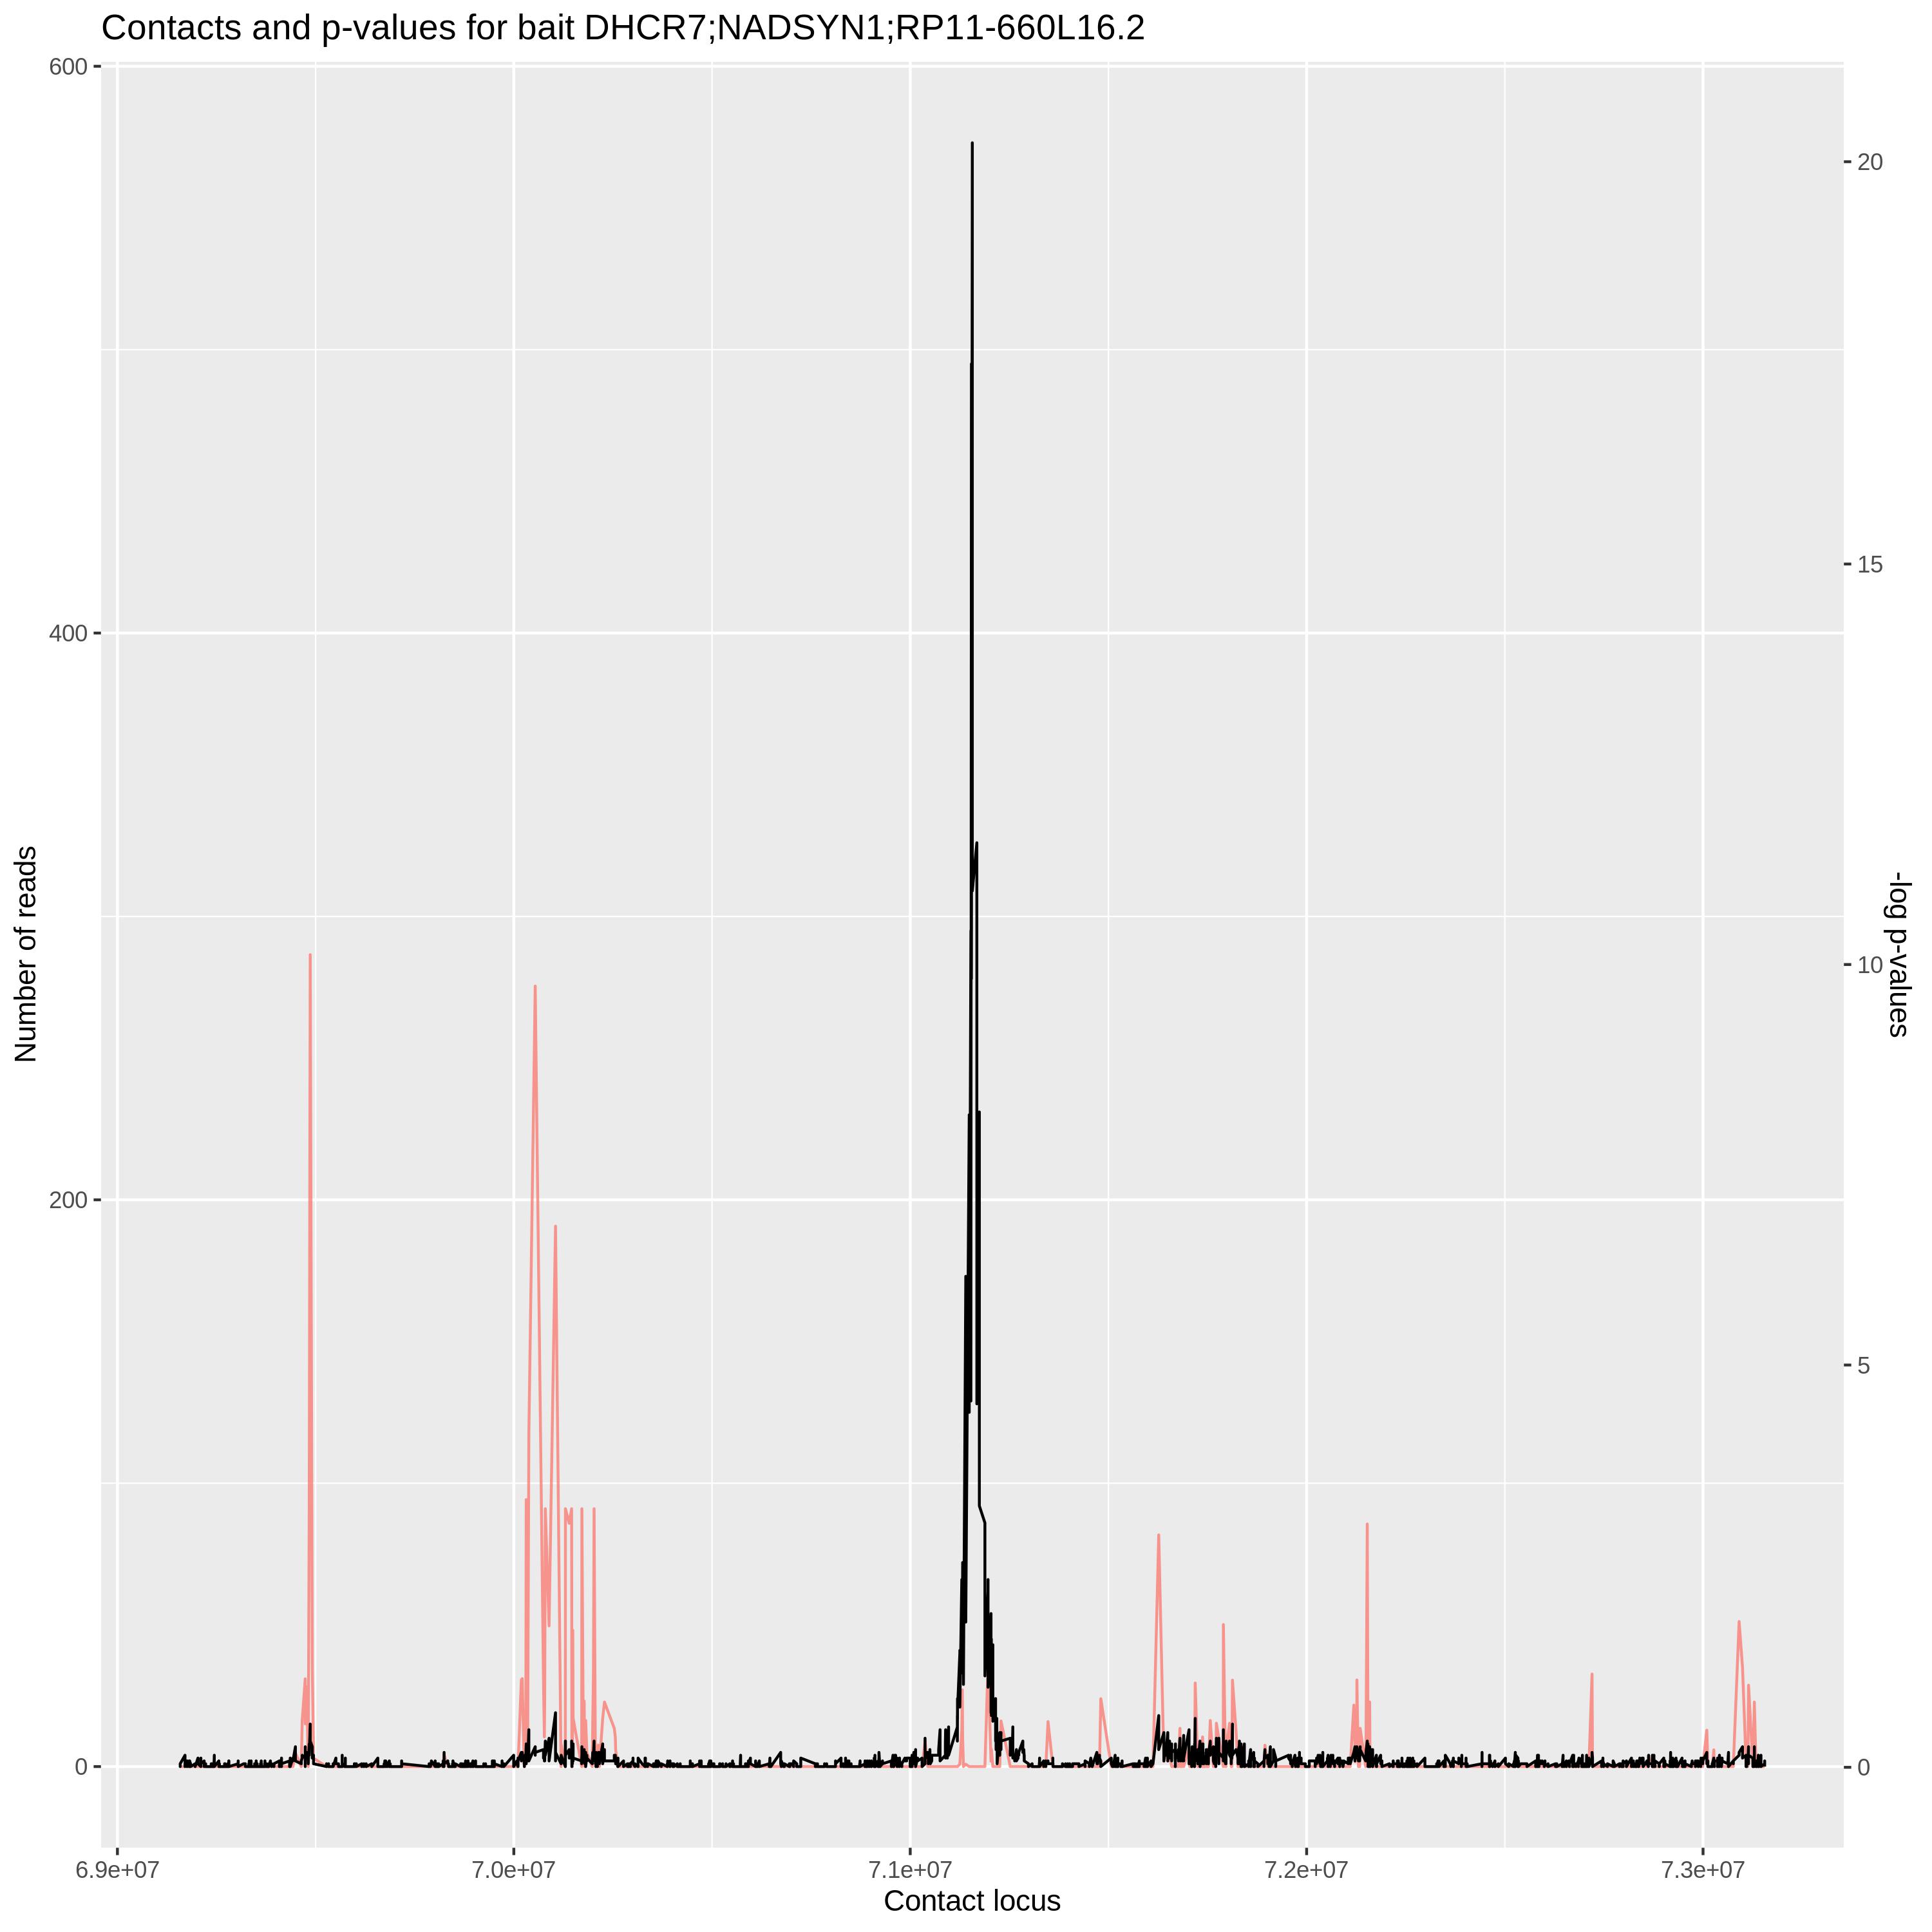 Contacts and p-values for bait DHCR7;NADSYN1;RP11-660L16.2
600
400
200
0
Number of reads
20
15
10
5
0
-log p-values
6.9e+07 7.0e+07 7.1e+07 7.2e+07 7.3e+07
Contact locus